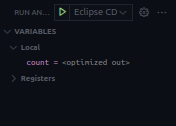 RUN AN... Eclipse CD
VARIABLES
Local
count = <optimized out>
Registers